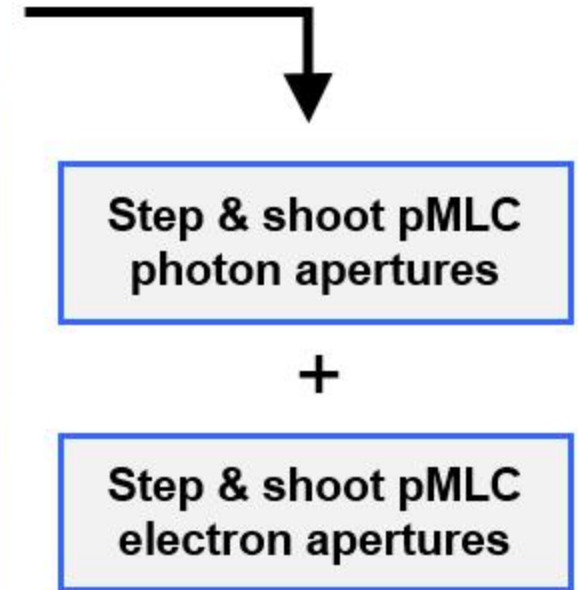 Step & shoot pMLC
photon apertures
+
Step & shoot pMLC
electron apertures